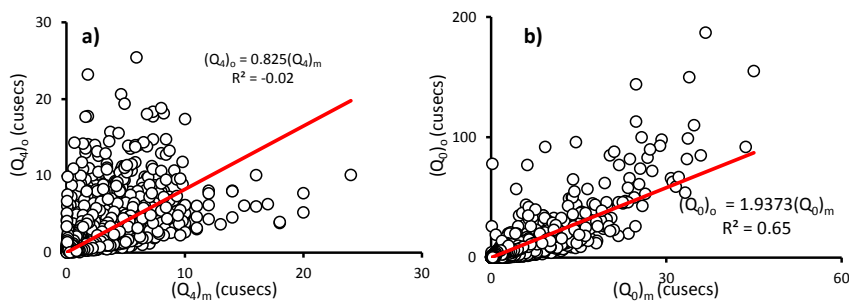 a)
(Q₄)ₒ = 0.825(Q₄)ₘ
R² = -0.02
30
20
10
0
(Q₄)ₒ (cusecs)
0 10 20 30
(Q₄)ₘ (cusecs)
b)
(Q₀)ₒ = 1.9373(Q₀)ₘ
R² = 0.65
200
100
0
(Q₀)ₒ (cusecs)
0 30 60
(Q₀)ₘ (cusecs)